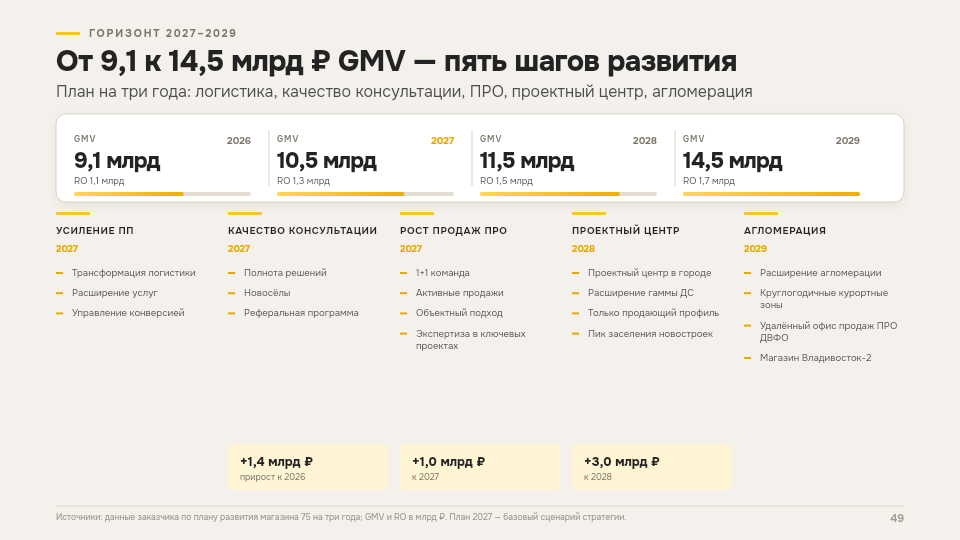 ГОРИЗОНТ 2027–2029
От 9,1 к 14,5 млрд ₽ GMV — пять шагов развития
План на три года: логистика, качество консультации, ПРО, проектный центр, агломерация
GMV 2026
9,1 млрд
RO 1,1 млрд
GMV 2027
10,5 млрд
RO 1,3 млрд
GMV 2028
11,5 млрд
RO 1,5 млрд
GMV 2029
14,5 млрд
RO 1,7 млрд
УСИЛЕНИЕ ПП
2027
Трансформация логистики
Расширение услуг
Управление конверсией
КАЧЕСТВО КОНСУЛЬТАЦИИ
2027
Полнота решений
Новосёлы
Реферальная программа
РОСТ ПРОДАЖ ПРО
2027
1+1 команда
Активные продажи
Объектный подход
Экспертиза в ключевых
проектах
ПРОЕКТНЫЙ ЦЕНТР
2028
Проектный центр в городе
Расширение гаммы ДС
Только продающий профиль
Пик заселения новостроек
АГЛОМЕРАЦИЯ
2029
Расширение агломерации
Круглогодичные курортные
зоны
Удалённый офис продаж ПРО
ДВФО
Магазин Владивосток-2
+1,4 млрд ₽
прирост к 2026
+1,0 млрд ₽
к 2027
+3,0 млрд ₽
к 2028
Источники: данные заказчика по плану развития магазина 75 на три года; GMV и RO в млрд ₽. План 2027 — базовый сценарий стратегии.
49